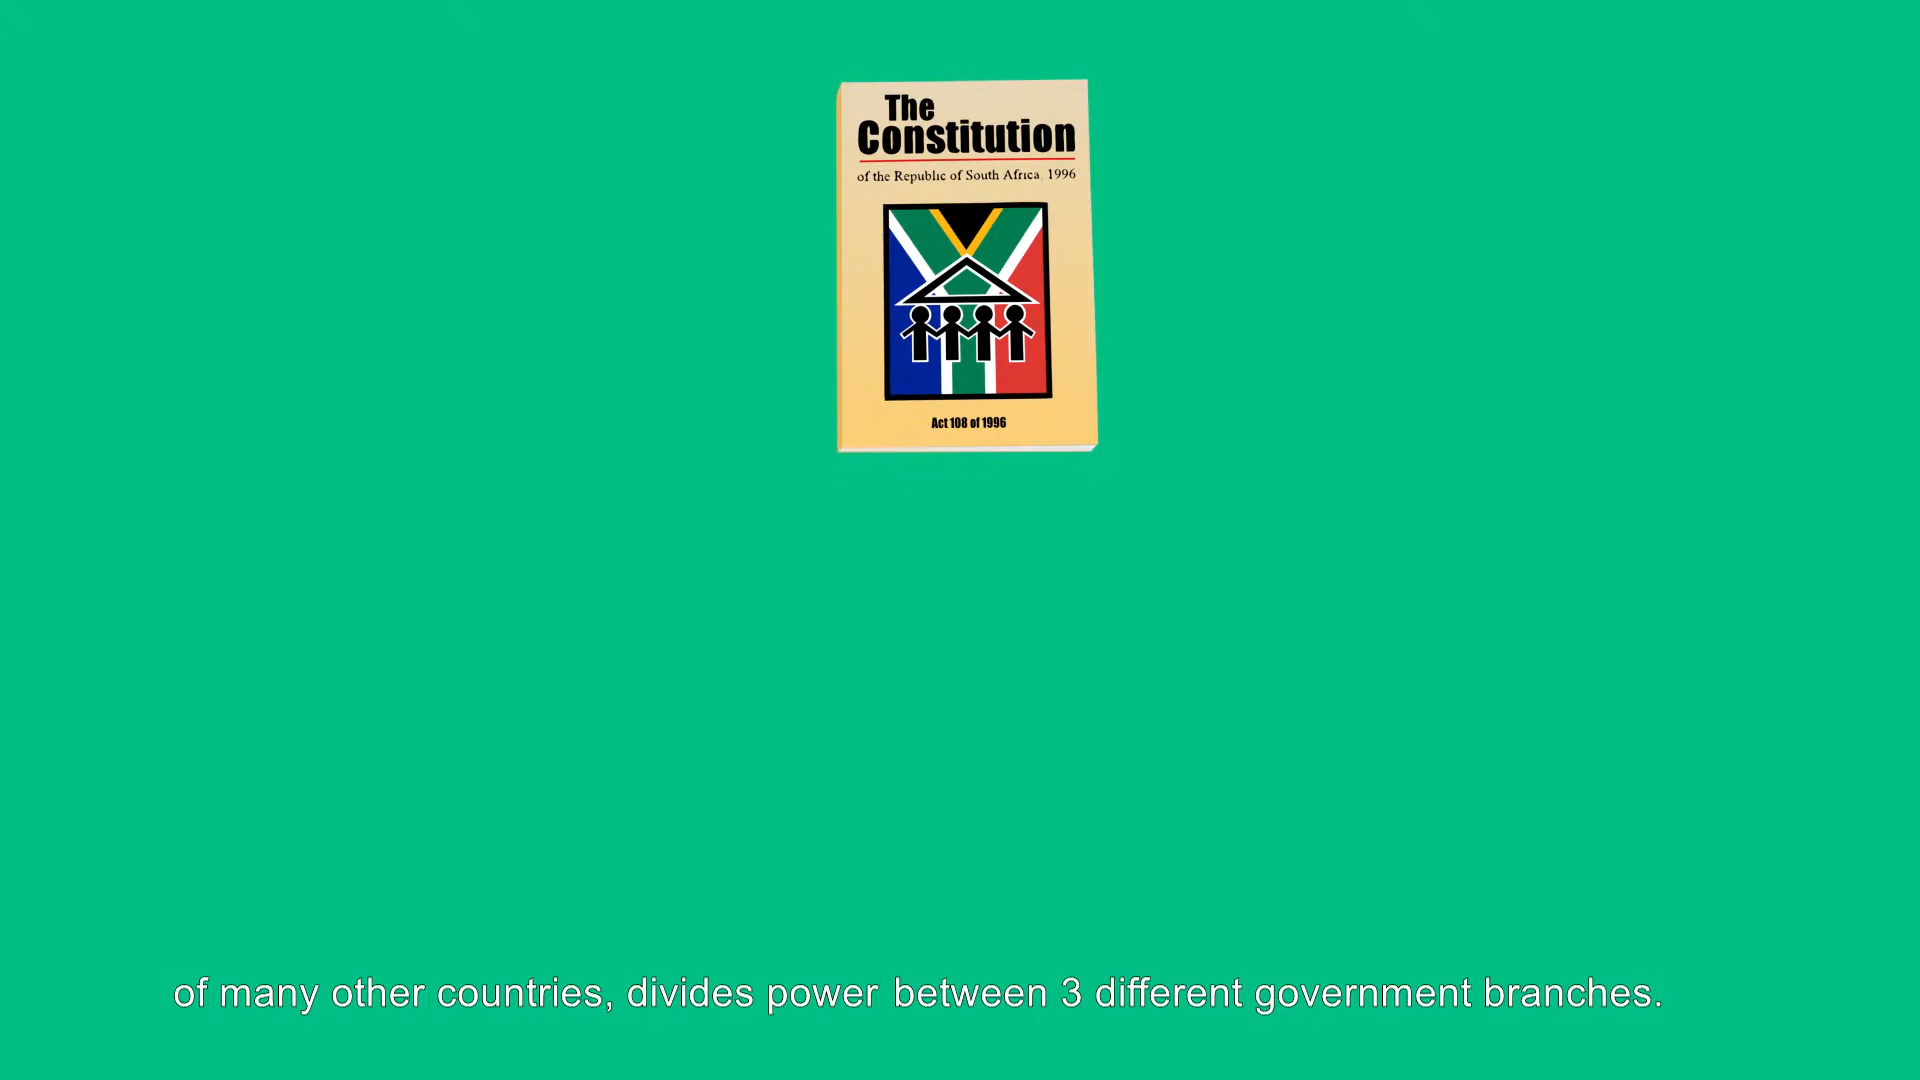 The
Constitution
of the Republic of South Africa, 1996
Act 108 of 1996
of many other countries, divides power between 3 different government branches.